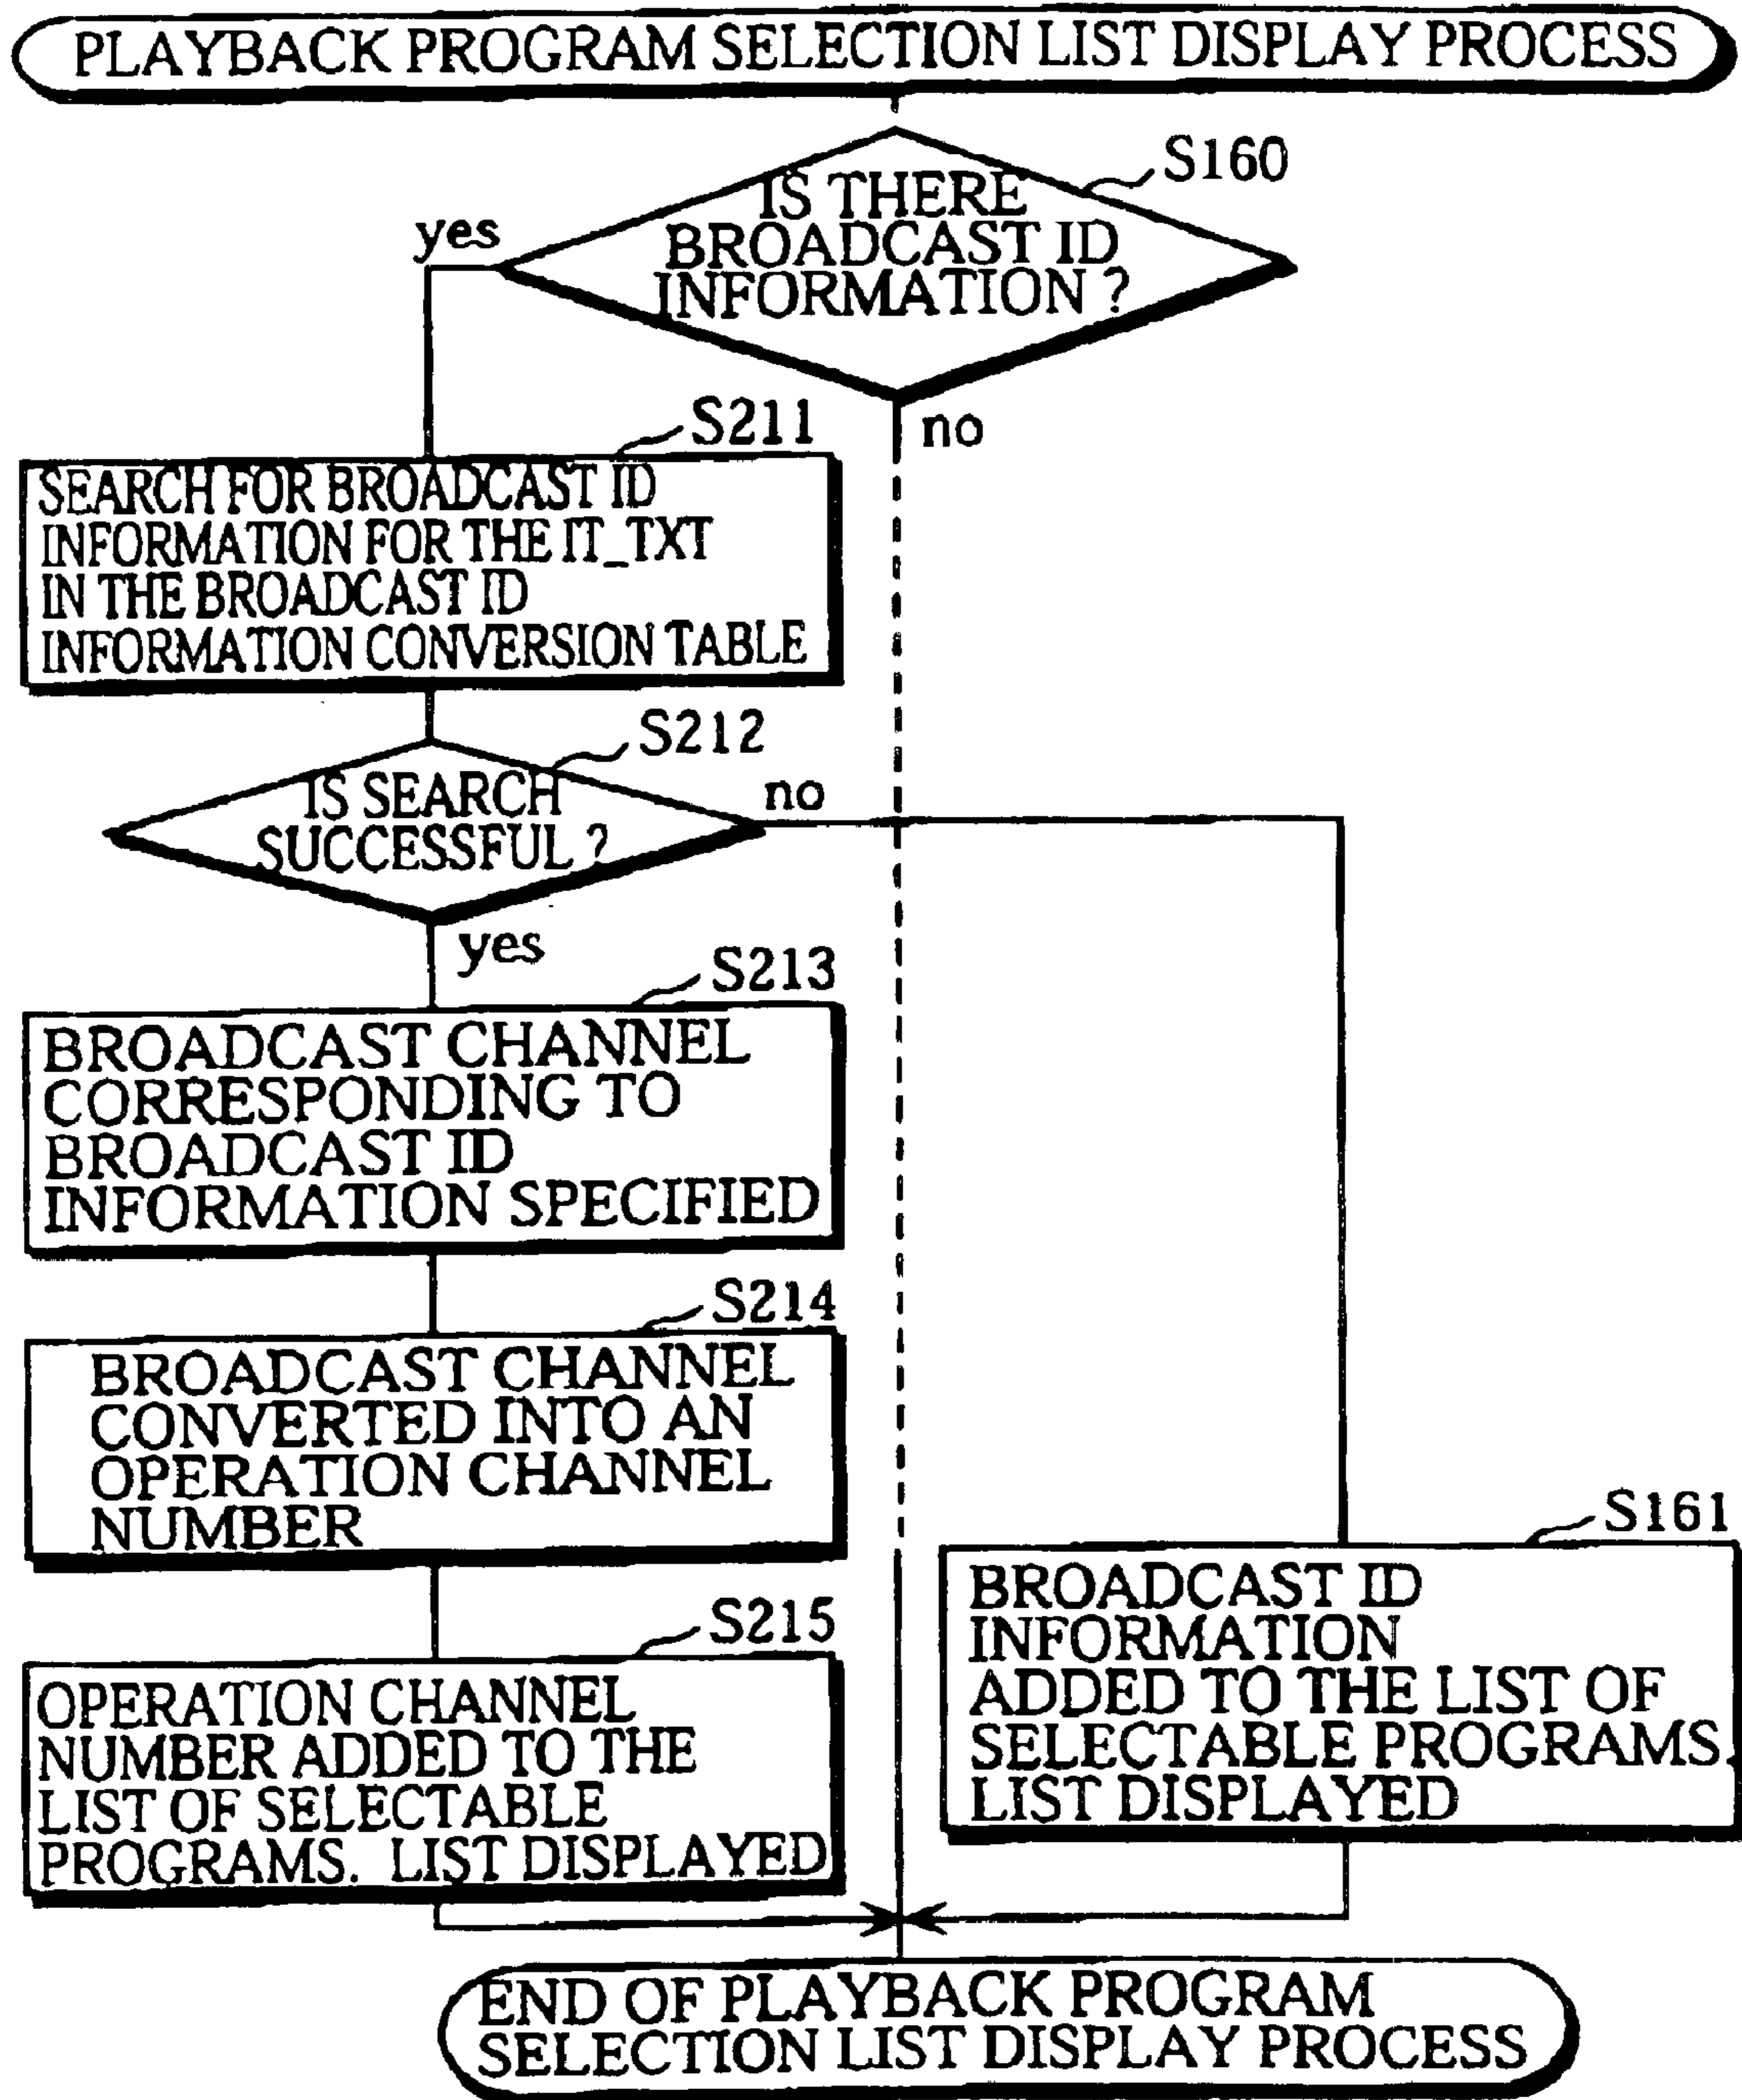 PLAYBACK PROGRAM SELECTION LIST DISPLAY PROCESS
S160
IS THERE
BROADCAST ID
INFORMATION ?
yes
no
S211
SEARCH FOR BROADCAST ID
INFORMATION FOR THE IT_TXT
IN THE BROADCAST ID
INFORMATION CONVERSION TABLE
S212
IS SEARCH
SUCCESSFUL ?
no
yes
S213
BROADCAST CHANNEL
CORRESPONDING TO
BROADCAST ID
INFORMATION SPECIFIED
S214
BROADCAST CHANNEL
CONVERTED INTO AN
OPERATION CHANNEL
NUMBER
S215
OPERATION CHANNEL
NUMBER ADDED TO THE
LIST OF SELECTABLE
PROGRAMS. LIST DISPLAYED
S161
BROADCAST ID
INFORMATION
ADDED TO THE LIST OF
SELECTABLE PROGRAMS.
LIST DISPLAYED
END OF PLAYBACK PROGRAM
SELECTION LIST DISPLAY PROCESS